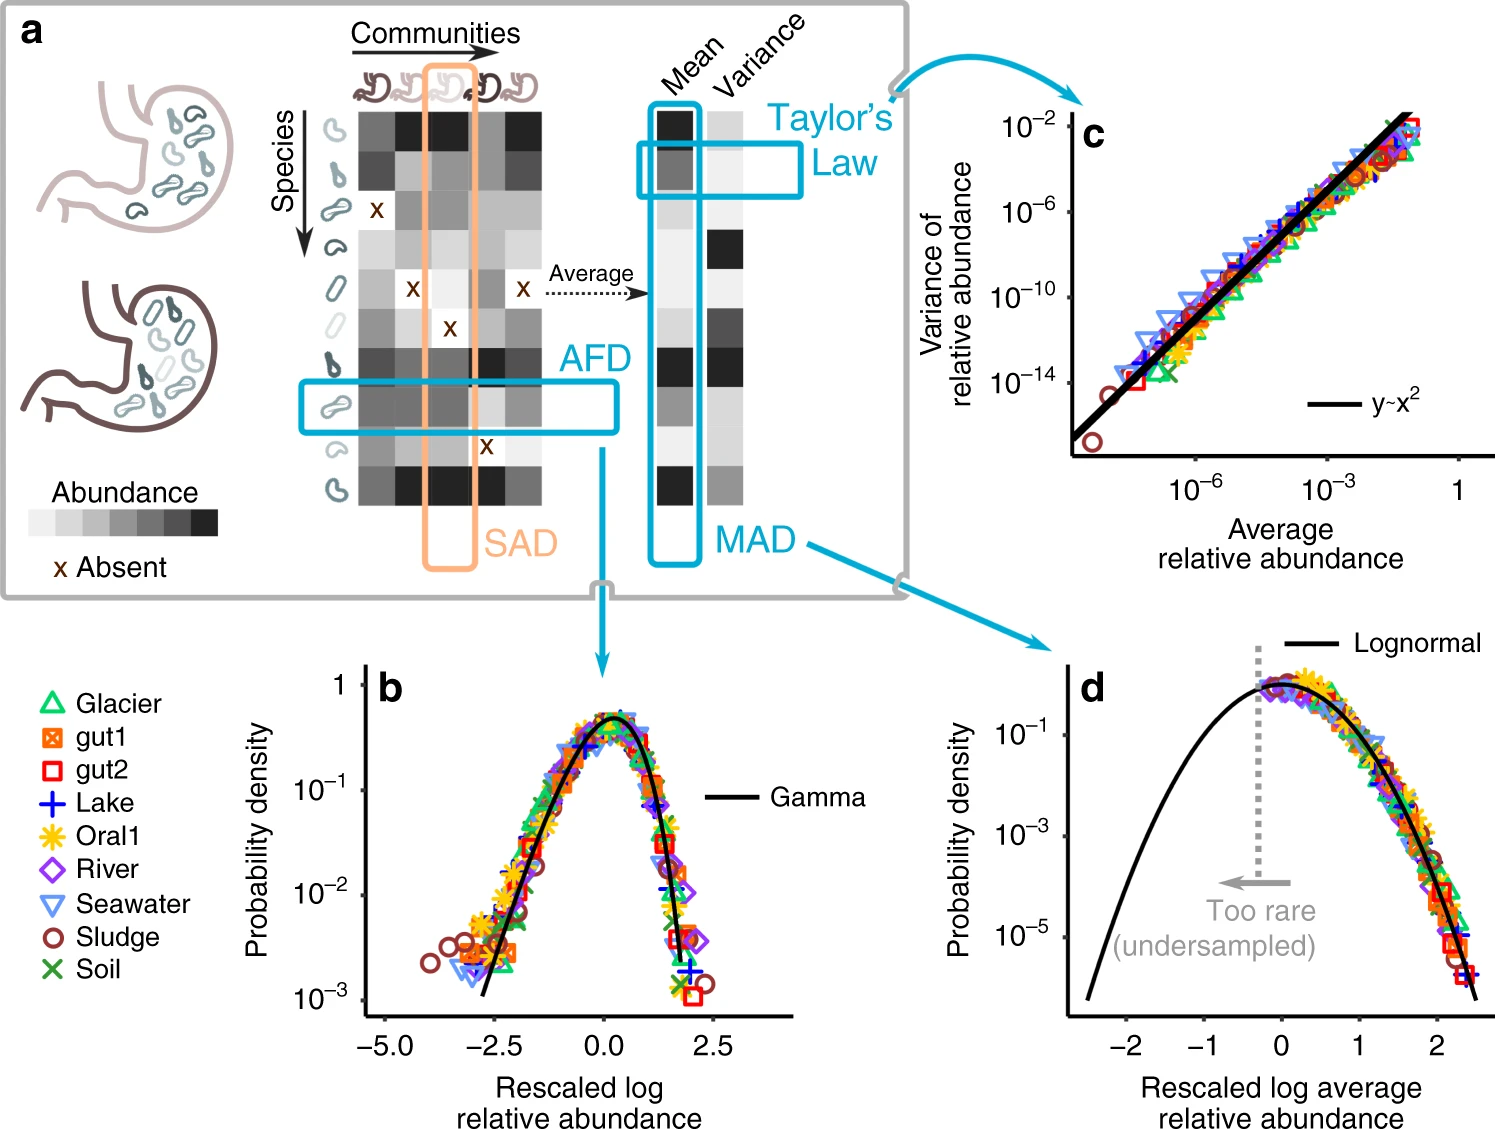 a
Communities
Species
Mean
Variance
Taylor's
Law
x
x
x
x
x
Average
AFD
SAD
MAD
Abundance
x Absent
c
Variance of
relative abundance
10⁻²
10⁻⁶
10⁻¹⁰
10⁻¹⁴
y~x²
10⁻⁶ 10⁻³ 1
Average
relative abundance
Glacier
gut1
gut2
Lake
Oral1
River
Seawater
Sludge
Soil
b
Probability density
1
10⁻¹
10⁻²
10⁻³
Gamma
−5.0 −2.5 0.0 2.5
Rescaled log
relative abundance
d
Lognormal
Probability density
10⁻¹
10⁻³
10⁻⁵
Too rare
(undersampled)
−2 −1 0 1 2
Rescaled log average
relative abundance